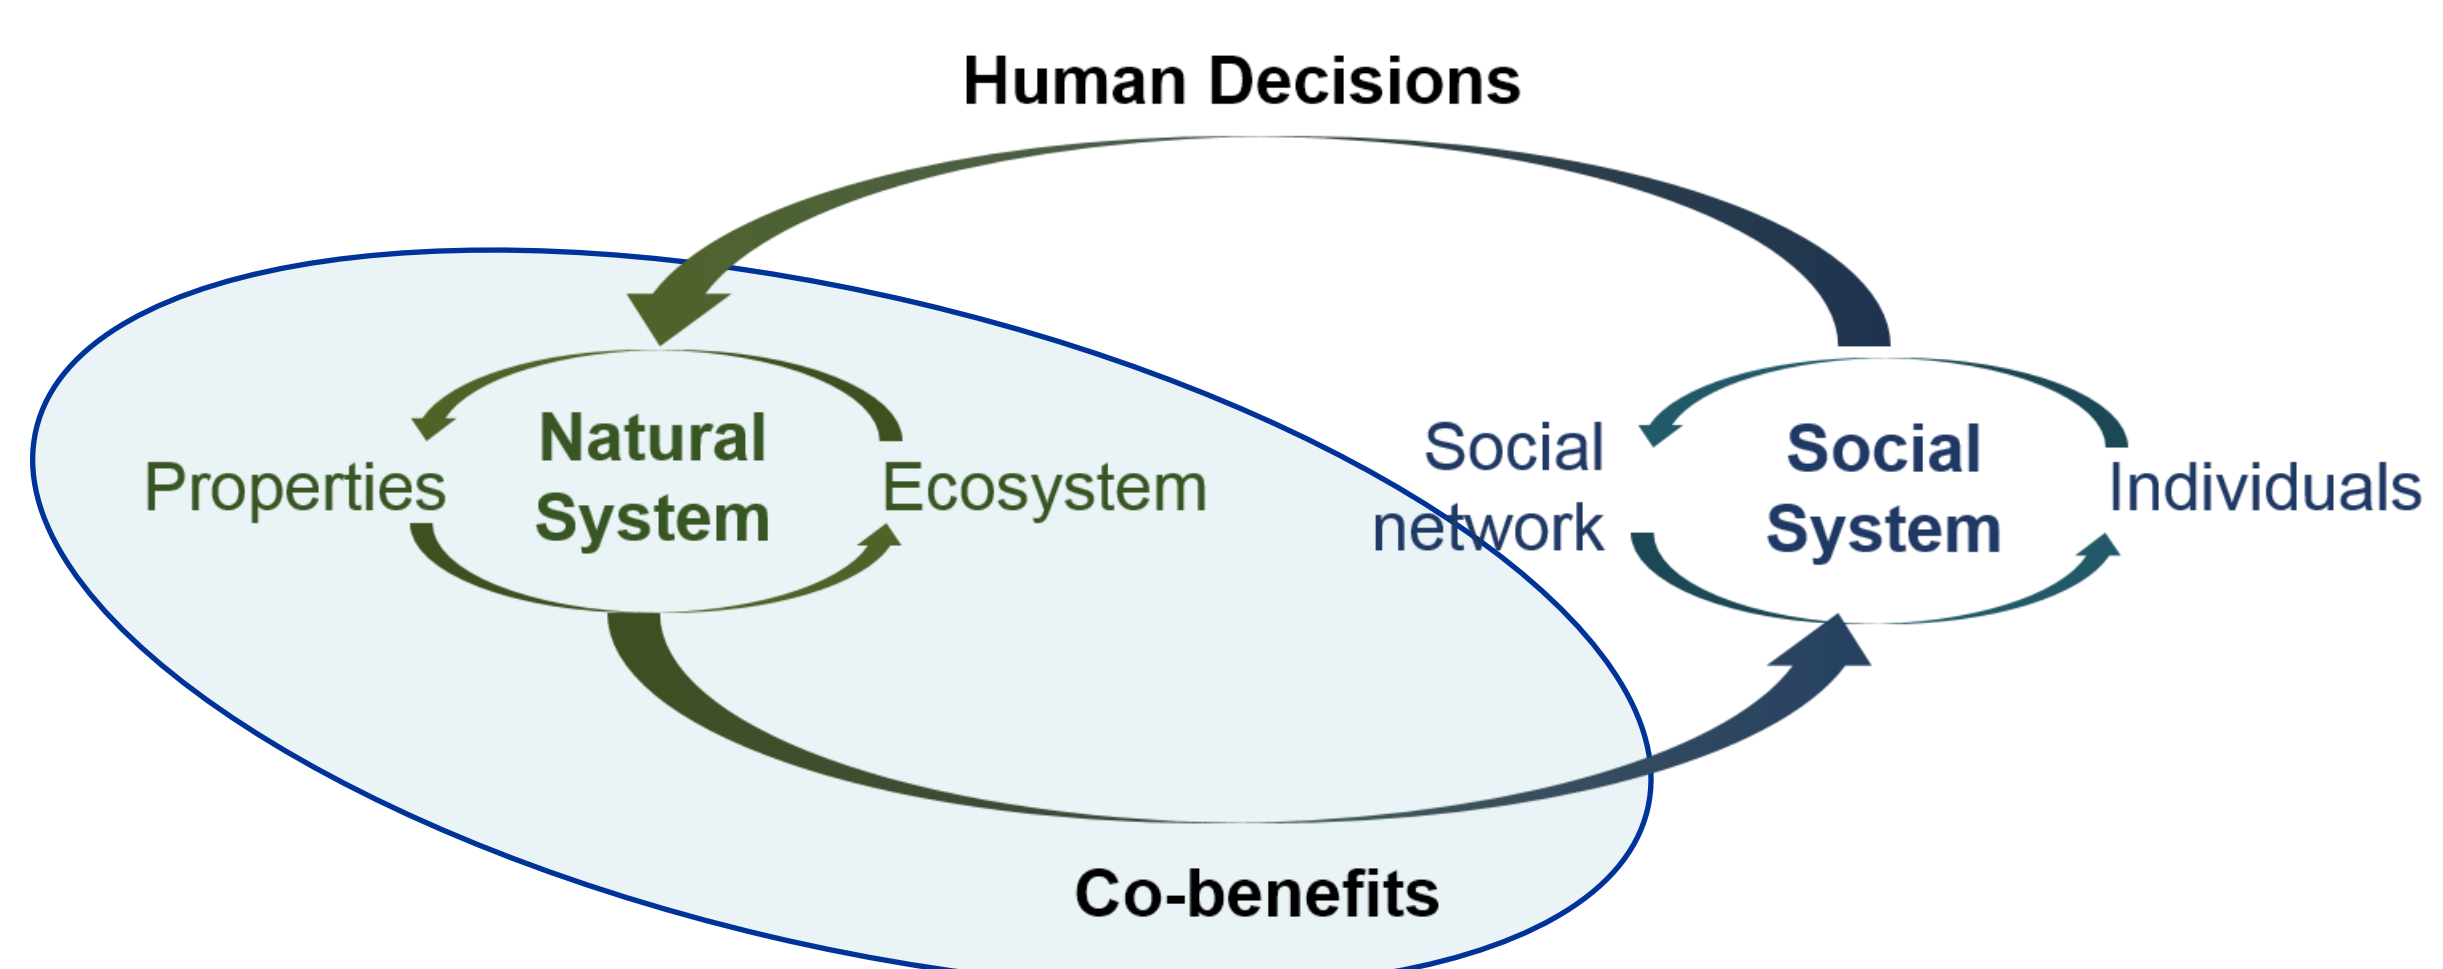 Human Decisions
Properties
Natural
System
Ecosystem
Social
network
Social
System
Individuals
Co-benefits